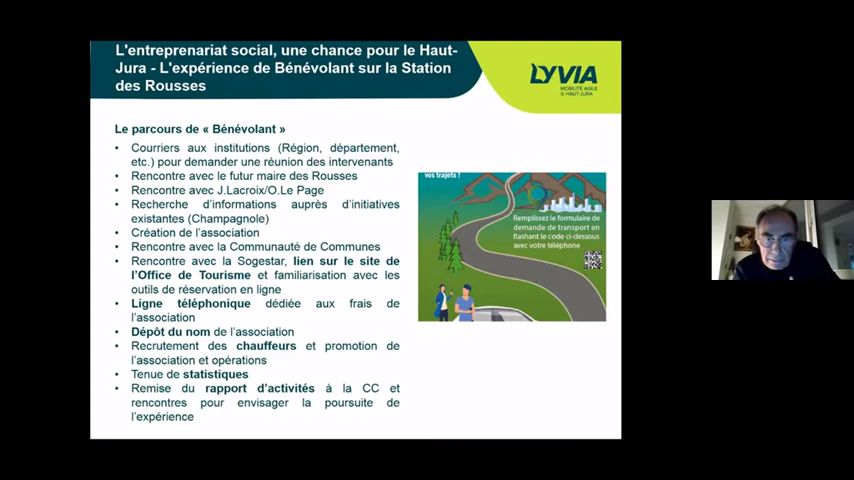 L'entreprenariat social, une chance pour le Haut-
Jura - L'expérience de Bénévolant sur la Station
des Rousses
LYVIA
MOBILITÉ AGILE
& HAUT-JURA
Le parcours de « Bénévolant »
• Courriers aux institutions (Région, département,
etc.) pour demander une réunion des intervenants
• Rencontre avec le futur maire des Rousses
• Rencontre avec J.Lacroix/O.Le Page
• Recherche d'informations auprès d'initiatives
existantes (Champagnole)
• Création de l'association
• Rencontre avec la Communauté de Communes
• Rencontre avec la Sogestar, lien sur le site de
l'Office de Tourisme et familiarisation avec les
outils de réservation en ligne
• Ligne téléphonique dédiée aux frais de
l'association
• Dépôt du nom de l'association
• Recrutement des chauffeurs et promotion de
l'association et opérations
• Tenue de statistiques
• Remise du rapport d'activités à la CC et
rencontres pour envisager la poursuite de
l'expérience
vos trajets !
Remplissez le formulaire de
demande de transport en
flashant le code ci-dessous
avec votre téléphone